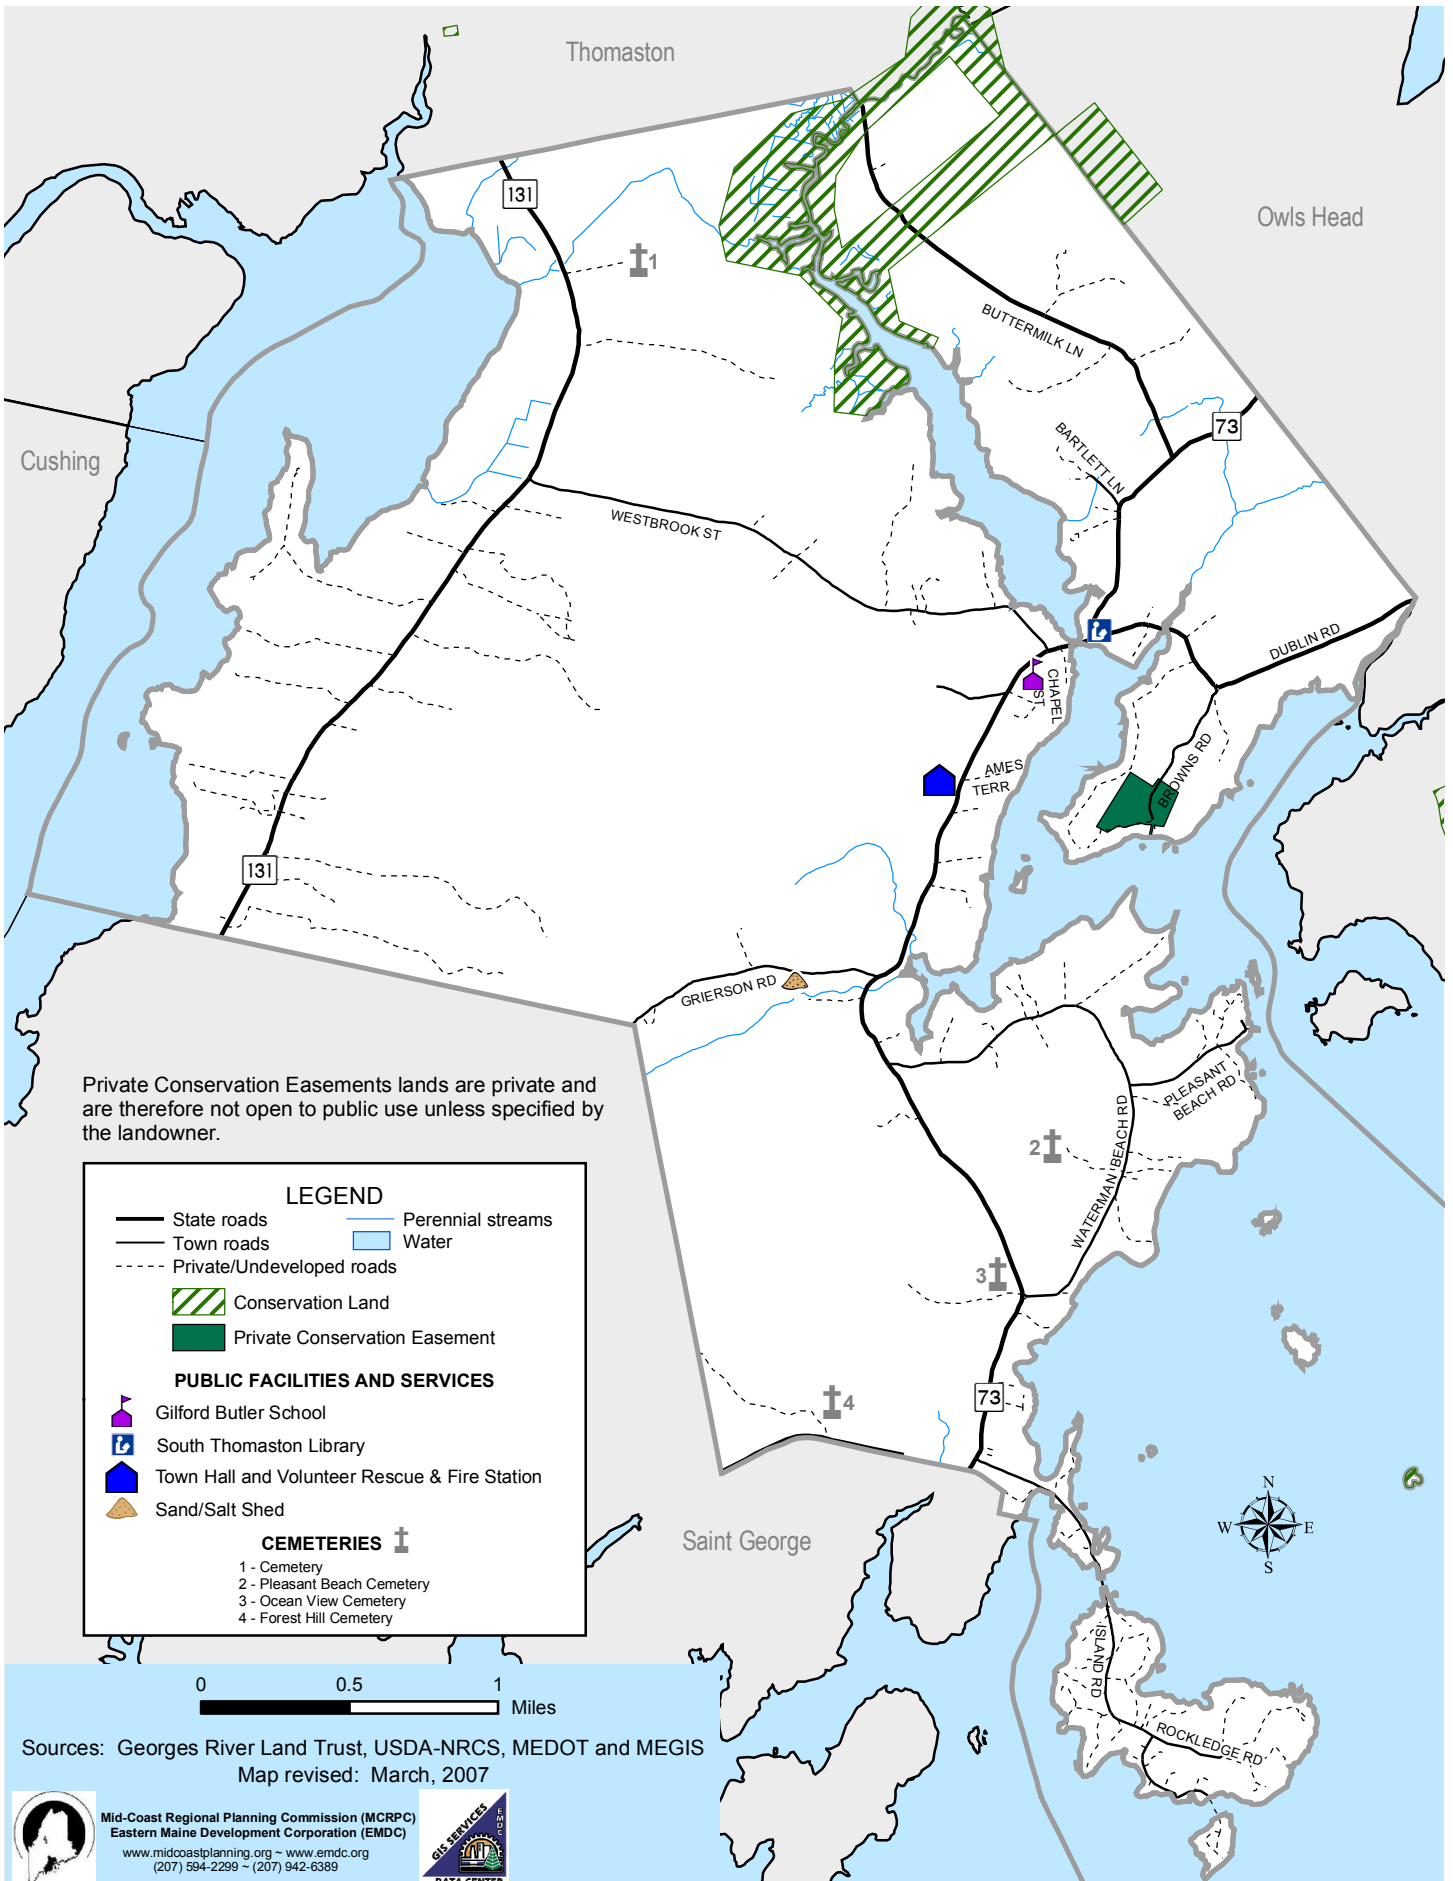 Thomaston
131
Owls Head
1
BUTTERMILK LN
73
BARTLETT LN
Cushing
WESTBROOK ST
DUBLIN RD
CHAPEL
ST
BROWNS RD
AMES
TERR
131
GRIERSON RD
PLEASANT
BEACH RD
WATERMAN BEACH RD
2
3
73
4
Saint George
N
W
E
S
ISLAND RD
ROCKLEDGE RD
Private Conservation Easements lands are private and
are therefore not open to public use unless specified by
the landowner.
LEGEND
State roads
Perennial streams
Town roads
Water
Private/Undeveloped roads
Conservation Land
Private Conservation Easement
PUBLIC FACILITIES AND SERVICES
Gilford Butler School
South Thomaston Library
Town Hall and Volunteer Rescue & Fire Station
Sand/Salt Shed
CEMETERIES
1 - Cemetery
2 - Pleasant Beach Cemetery
3 - Ocean View Cemetery
4 - Forest Hill Cemetery
0 0.5 1
Miles
Sources: Georges River Land Trust, USDA-NRCS, MEDOT and MEGIS
Map revised: March, 2007
Mid-Coast Regional Planning Commission (MCRPC)
Eastern Maine Development Corporation (EMDC)
www.midcoastplanning.org ~ www.emdc.org
(207) 594-2299 ~ (207) 942-6389
GIS SERVICES
EMDC
DATA CENTER